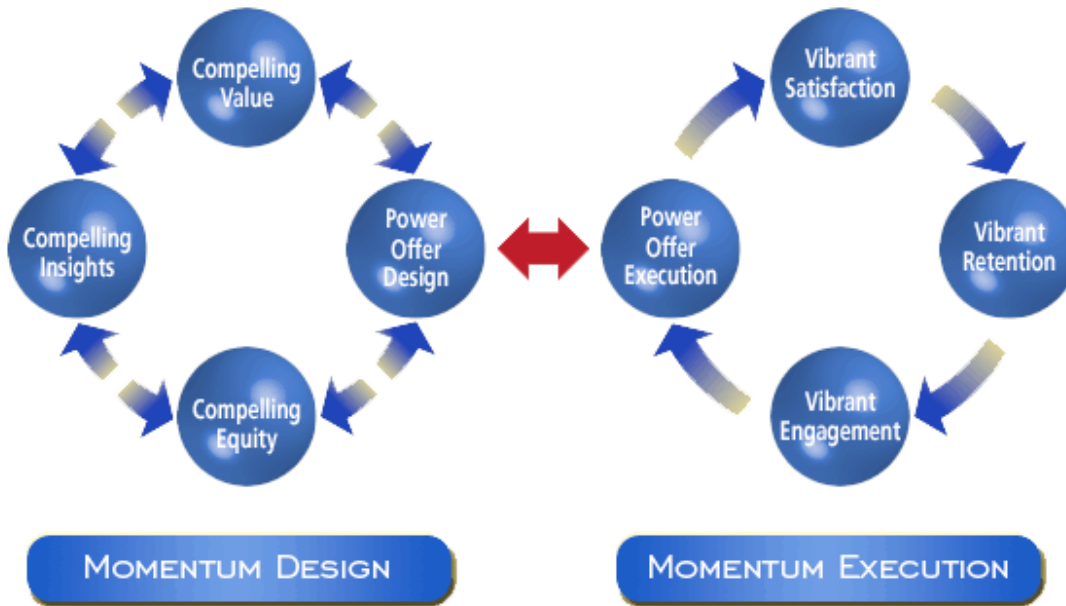 Compelling
Value
Compelling
Insights
Power
Offer
Design
Compelling
Equity
MOMENTUM DESIGN
Vibrant
Satisfaction
Power
Offer
Execution
Vibrant
Retention
Vibrant
Engagement
MOMENTUM EXECUTION